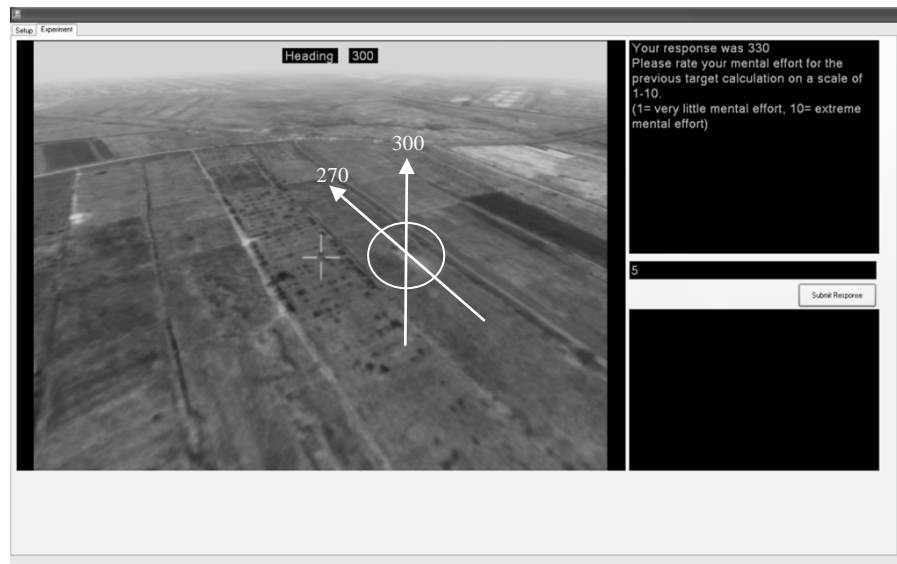 Setup Experiment
Heading 300
300
270
Your response was 330
Please rate your mental effort for the
previous target calculation on a scale of
1-10.
(1= very little mental effort, 10= extreme
mental effort)
5
Submit Response